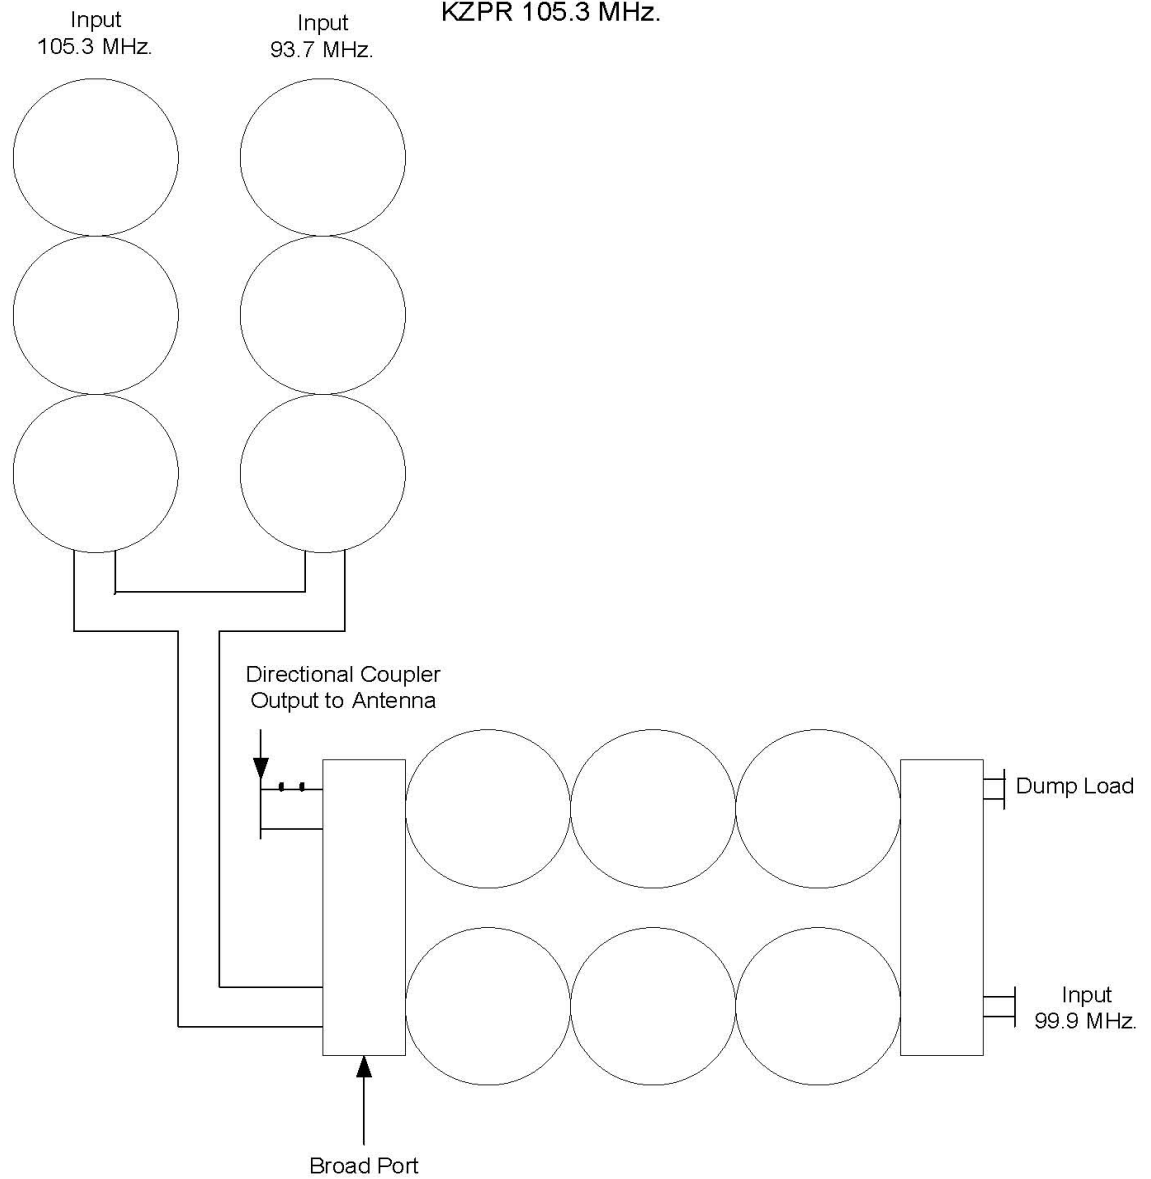 KZPR 105.3 MHz.
Input
105.3 MHz.
Input
93.7 MHz.
Directional Coupler
Output to Antenna
Dump Load
Input
99.9 MHz.
Broad Port